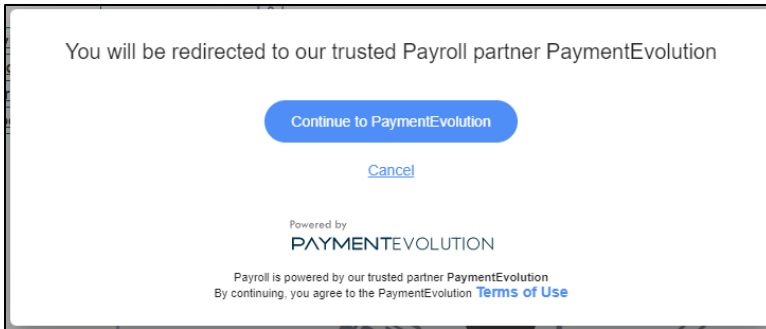 You will be redirected to our trusted Payroll partner PaymentEvolution
Continue to PaymentEvolution
Cancel
Powered by
PAYMENTEVOLUTION
Payroll is powered by our trusted partner PaymentEvolution
By continuing, you agree to the PaymentEvolution Terms of Use